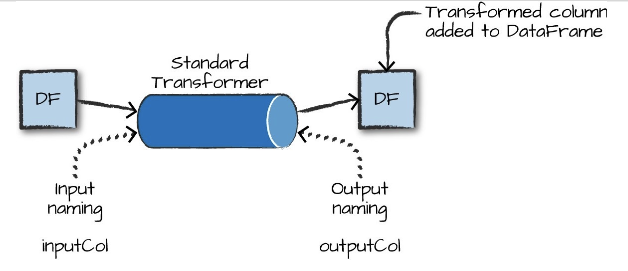 Transformed column
added to DataFrame
Standard
Transformer
DF
DF
Input
naming
inputCol
Output
naming
outputCol